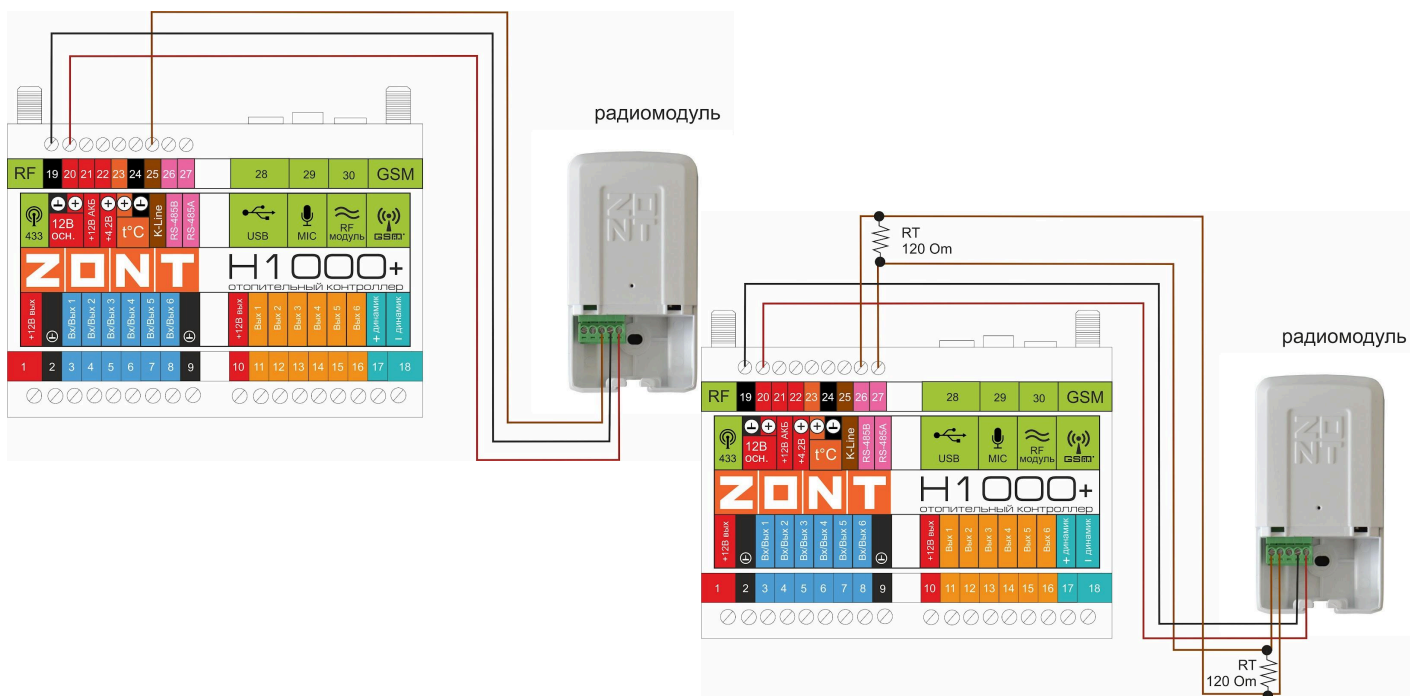 радиомодуль
RF 19 20 21 22 23 24 25 26 27 28 29 30 GSM
433 12В осн. +12В АКБ +4.2В t°C K-Line RS-485B RS-485A USB MIC RF модуль GSM
ZONT H1000+
отопительный контроллер
+12В вых Вх/Вых 1 Вх/Вых 2 Вх/Вых 3 Вх/Вых 4 Вх/Вых 5 Вх/Вых 6 +12В вых Вых 1 Вых 2 Вых 3 Вых 4 Вых 5 Вых 6 + динамик – динамик
1 2 3 4 5 6 7 8 9 10 11 12 13 14 15 16 17 18
ZONT
RT
120 Om
радиомодуль
RF 19 20 21 22 23 24 25 26 27 28 29 30 GSM
433 12В осн. +12В АКБ +4.2В t°C K-Line RS-485B RS-485A USB MIC RF модуль GSM
ZONT H1000+
отопительный контроллер
+12В вых Вх/Вых 1 Вх/Вых 2 Вх/Вых 3 Вх/Вых 4 Вх/Вых 5 Вх/Вых 6 +12В вых Вых 1 Вых 2 Вых 3 Вых 4 Вых 5 Вых 6 + динамик – динамик
1 2 3 4 5 6 7 8 9 10 11 12 13 14 15 16 17 18
ZONT
RT
120 Om